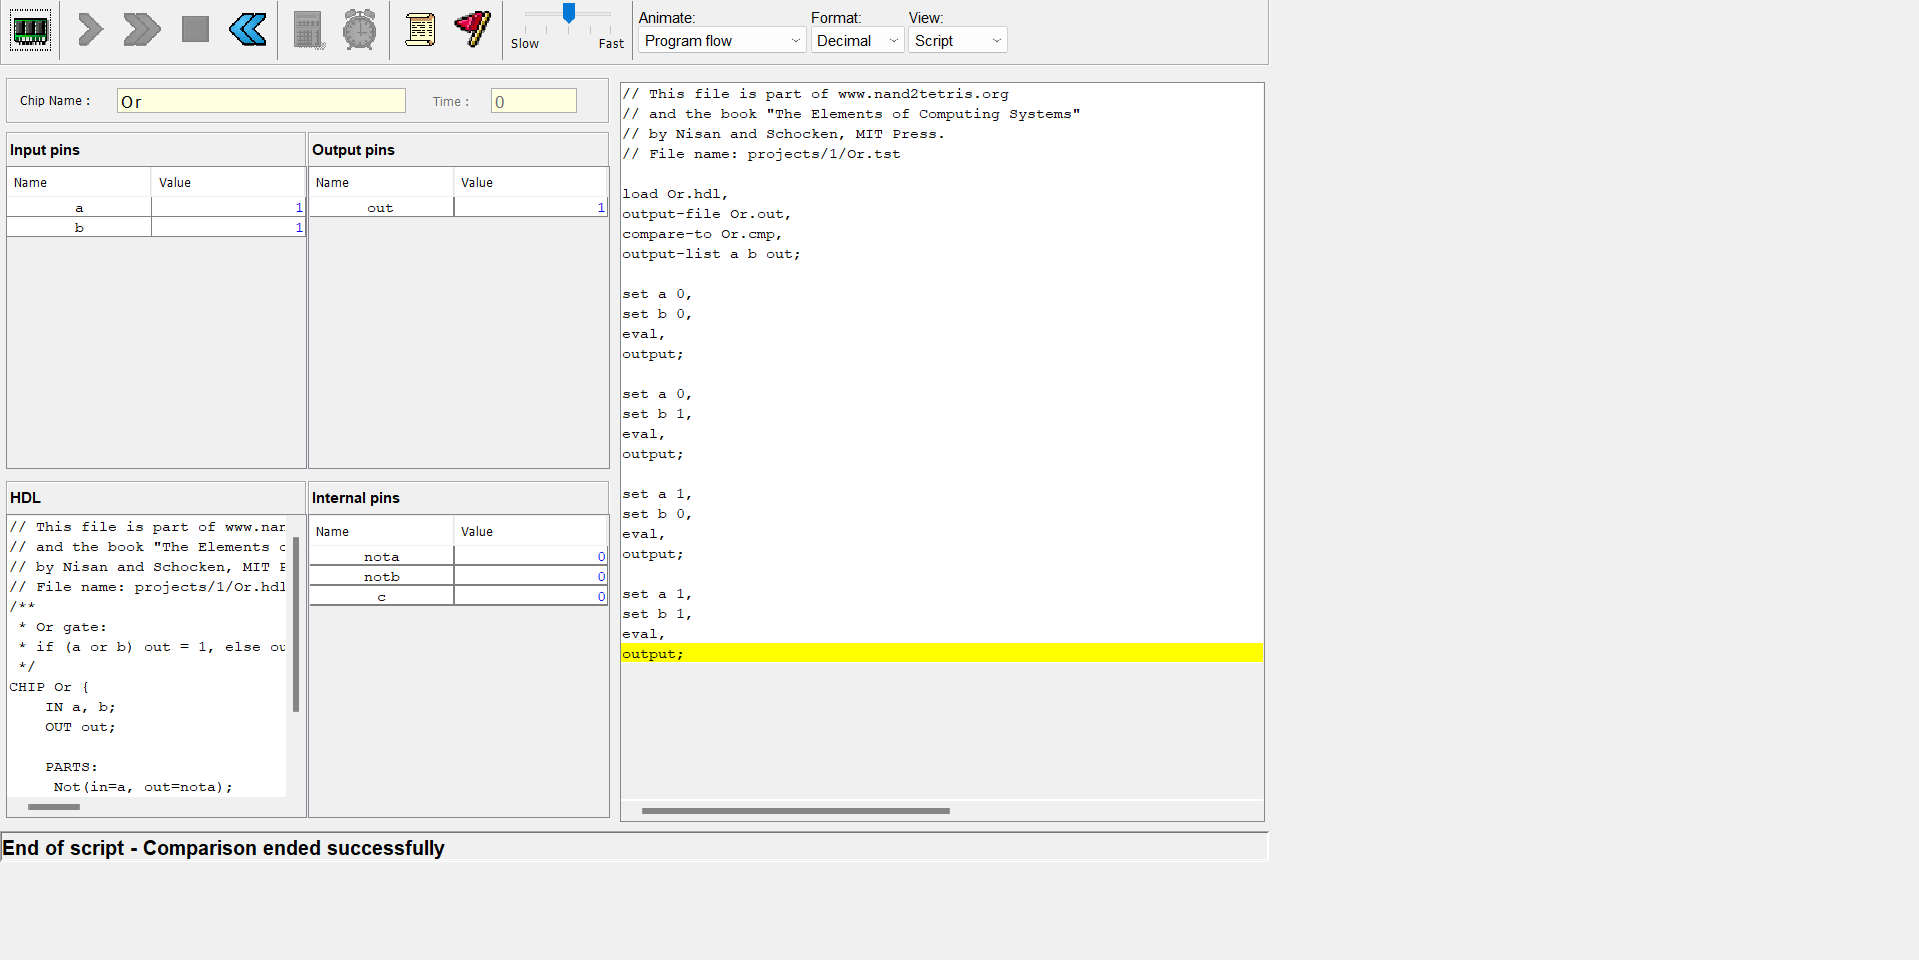 Slow
Fast
Animate:
Program flow
Format:
Decimal
View:
Script
Chip Name :
Or
Time :
0
Input pins
Name Value
a 1
b 1
Output pins
Name Value
out 1
HDL
// This file is part of www.nan
// and the book "The Elements o
// by Nisan and Schocken, MIT P
// File name: projects/1/Or.hdl
/**
* Or gate:
* if (a or b) out = 1, else ou
*/
CHIP Or {
IN a, b;
OUT out;
PARTS:
Not(in=a, out=nota);
Internal pins
Name Value
nota 0
notb 0
c 0
// This file is part of www.nand2tetris.org
// and the book "The Elements of Computing Systems"
// by Nisan and Schocken, MIT Press.
// File name: projects/1/Or.tst
load Or.hdl,
output-file Or.out,
compare-to Or.cmp,
output-list a b out;
set a 0,
set b 0,
eval,
output;
set a 0,
set b 1,
eval,
output;
set a 1,
set b 0,
eval,
output;
set a 1,
set b 1,
eval,
output;
End of script - Comparison ended successfully